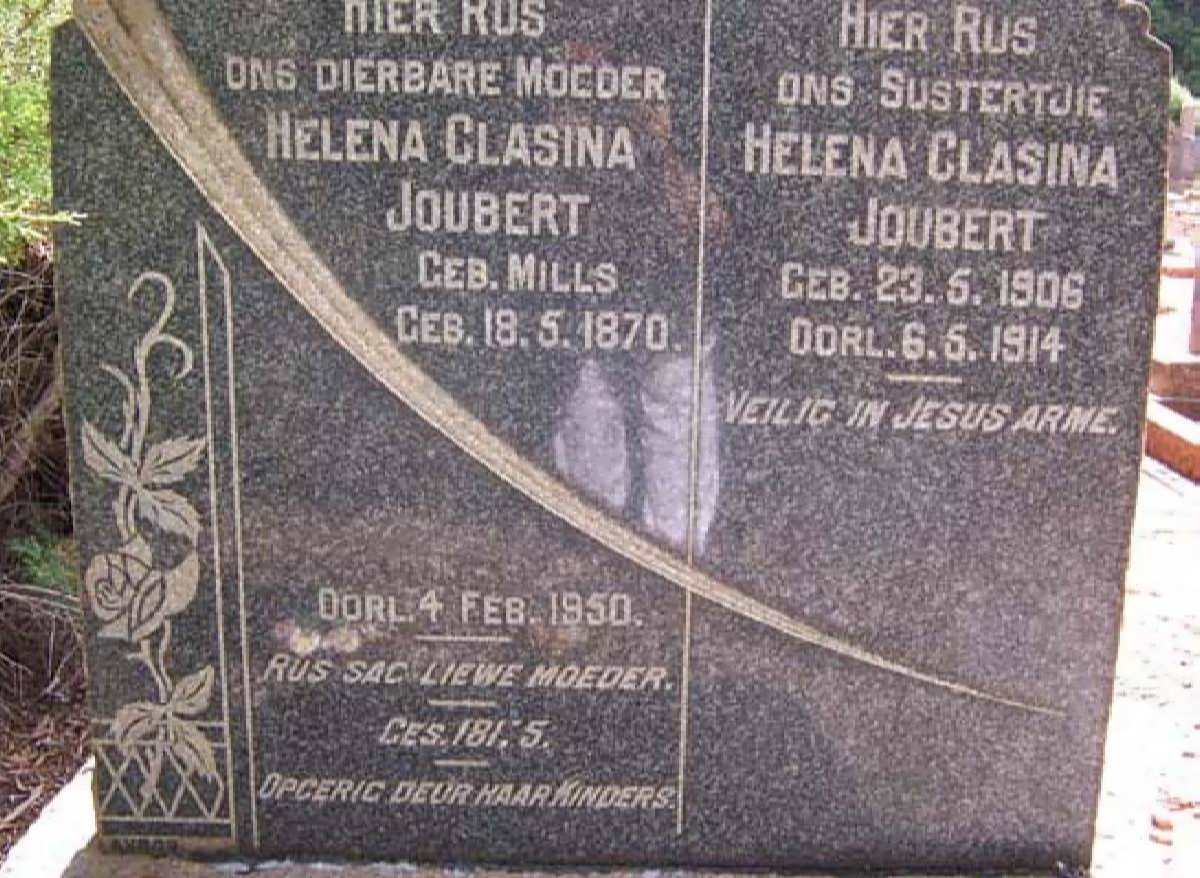 HIER RUS
ONS DIERBARE MOEDER
HELENA CLASINA
JOUBERT
GEB. MILLS
GEB. 18.5.1870.
OORL. 4 FEB. 1950.
RUS SAG LIEWE MOEDER.
GES. 181:5.
OPGERIG DEUR HAAR KINDERS.
HIER RUS
ONS SUSTERTJIE
HELENA CLASINA
JOUBERT
GEB. 23.5.1906
OORL. 6.5.1914
VEILIG IN JESUS ARME.